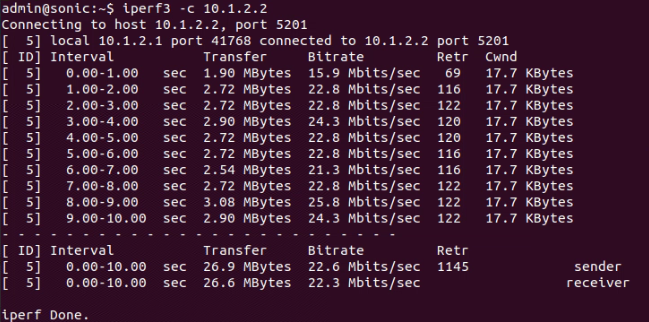 admin@sonic:~$ iperf3 -c 10.1.2.2
Connecting to host 10.1.2.2, port 5201
[  5] local 10.1.2.1 port 41768 connected to 10.1.2.2 port 5201
[ ID] Interval           Transfer     Bitrate         Retr  Cwnd
[  5]   0.00-1.00   sec  1.90 MBytes  15.9 Mbits/sec   69   17.7 KBytes
[  5]   1.00-2.00   sec  2.72 MBytes  22.8 Mbits/sec  116   17.7 KBytes
[  5]   2.00-3.00   sec  2.72 MBytes  22.8 Mbits/sec  122   17.7 KBytes
[  5]   3.00-4.00   sec  2.90 MBytes  24.3 Mbits/sec  120   17.7 KBytes
[  5]   4.00-5.00   sec  2.72 MBytes  22.8 Mbits/sec  120   17.7 KBytes
[  5]   5.00-6.00   sec  2.72 MBytes  22.8 Mbits/sec  116   17.7 KBytes
[  5]   6.00-7.00   sec  2.54 MBytes  21.3 Mbits/sec  116   17.7 KBytes
[  5]   7.00-8.00   sec  2.72 MBytes  22.8 Mbits/sec  122   17.7 KBytes
[  5]   8.00-9.00   sec  3.08 MBytes  25.8 Mbits/sec  122   17.7 KBytes
[  5]   9.00-10.00  sec  2.90 MBytes  24.3 Mbits/sec  122   17.7 KBytes
- - - - - - - - - - - - - - - - - - - - - - - - -
[ ID] Interval           Transfer     Bitrate         Retr
[  5]   0.00-10.00  sec  26.9 MBytes  22.6 Mbits/sec  1145             sender
[  5]   0.00-10.00  sec  26.6 MBytes  22.3 Mbits/sec                  receiver
iperf Done.